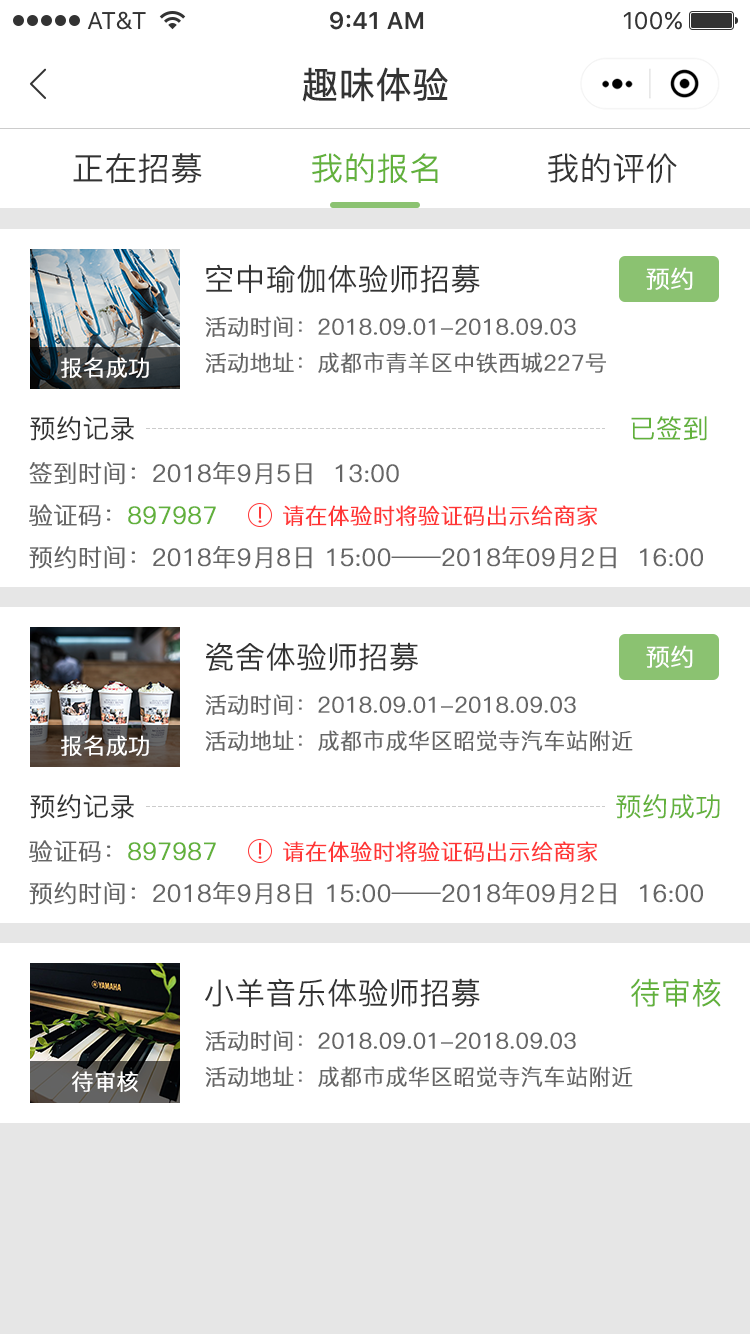 AT&T 9:41 AM 100%
趣味体验
正在招募 我的报名 我的评价
空中瑜伽体验师招募 预约
活动时间：2018.09.01-2018.09.03
活动地址：成都市青羊区中铁西城227号
报名成功
预约记录 已签到
签到时间：2018年9月5日 13:00
验证码：897987 ! 请在体验时将验证码出示给商家
预约时间：2018年9月8日 15:00——2018年09月2日 16:00
瓷舍体验师招募 预约
活动时间：2018.09.01-2018.09.03
活动地址：成都市成华区昭觉寺汽车站附近
报名成功
预约记录 预约成功
验证码：897987 ! 请在体验时将验证码出示给商家
预约时间：2018年9月8日 15:00——2018年09月2日 16:00
YAMAHA
小羊音乐体验师招募 待审核
活动时间：2018.09.01-2018.09.03
活动地址：成都市成华区昭觉寺汽车站附近
待审核